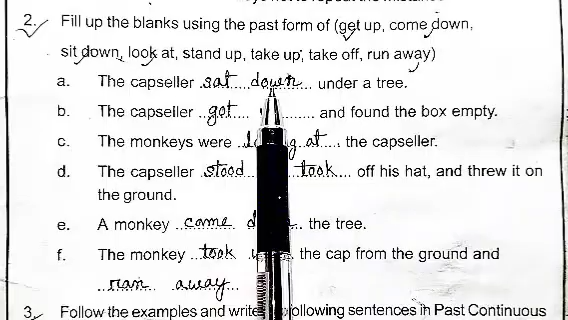 2. Fill up the blanks using the past form of (get up, come down,
sit down, look at, stand up, take up, take off, run away)
a. The capseller sat down under a tree.
b. The capseller got and found the box empty.
c. The monkeys were at the capseller.
d. The capseller stood took off his hat, and threw it on
the ground.
e. A monkey came the tree.
f. The monkey took the cap from the ground and
ran away
3. Follow the examples and write following sentences in Past Continuous